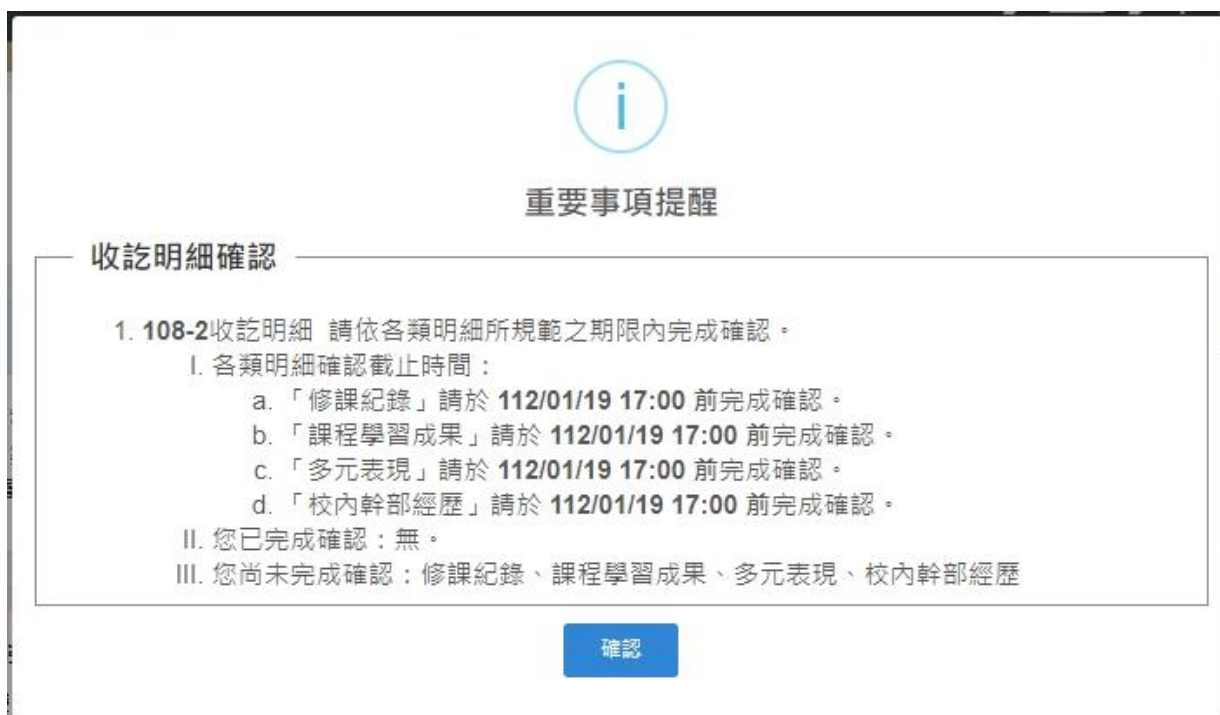 i
重要事項提醒
收訖明細確認
1. 108-2收訖明細 請依各類明細所規範之期限內完成確認。
I. 各類明細確認截止時間：
a. 「修課紀錄」請於 112/01/19 17:00 前完成確認。
b. 「課程學習成果」請於 112/01/19 17:00 前完成確認。
c. 「多元表現」請於 112/01/19 17:00 前完成確認。
d. 「校內幹部經歷」請於 112/01/19 17:00 前完成確認。
II. 您已完成確認：無。
III. 您尚未完成確認：修課紀錄、課程學習成果、多元表現、校內幹部經歷
確認